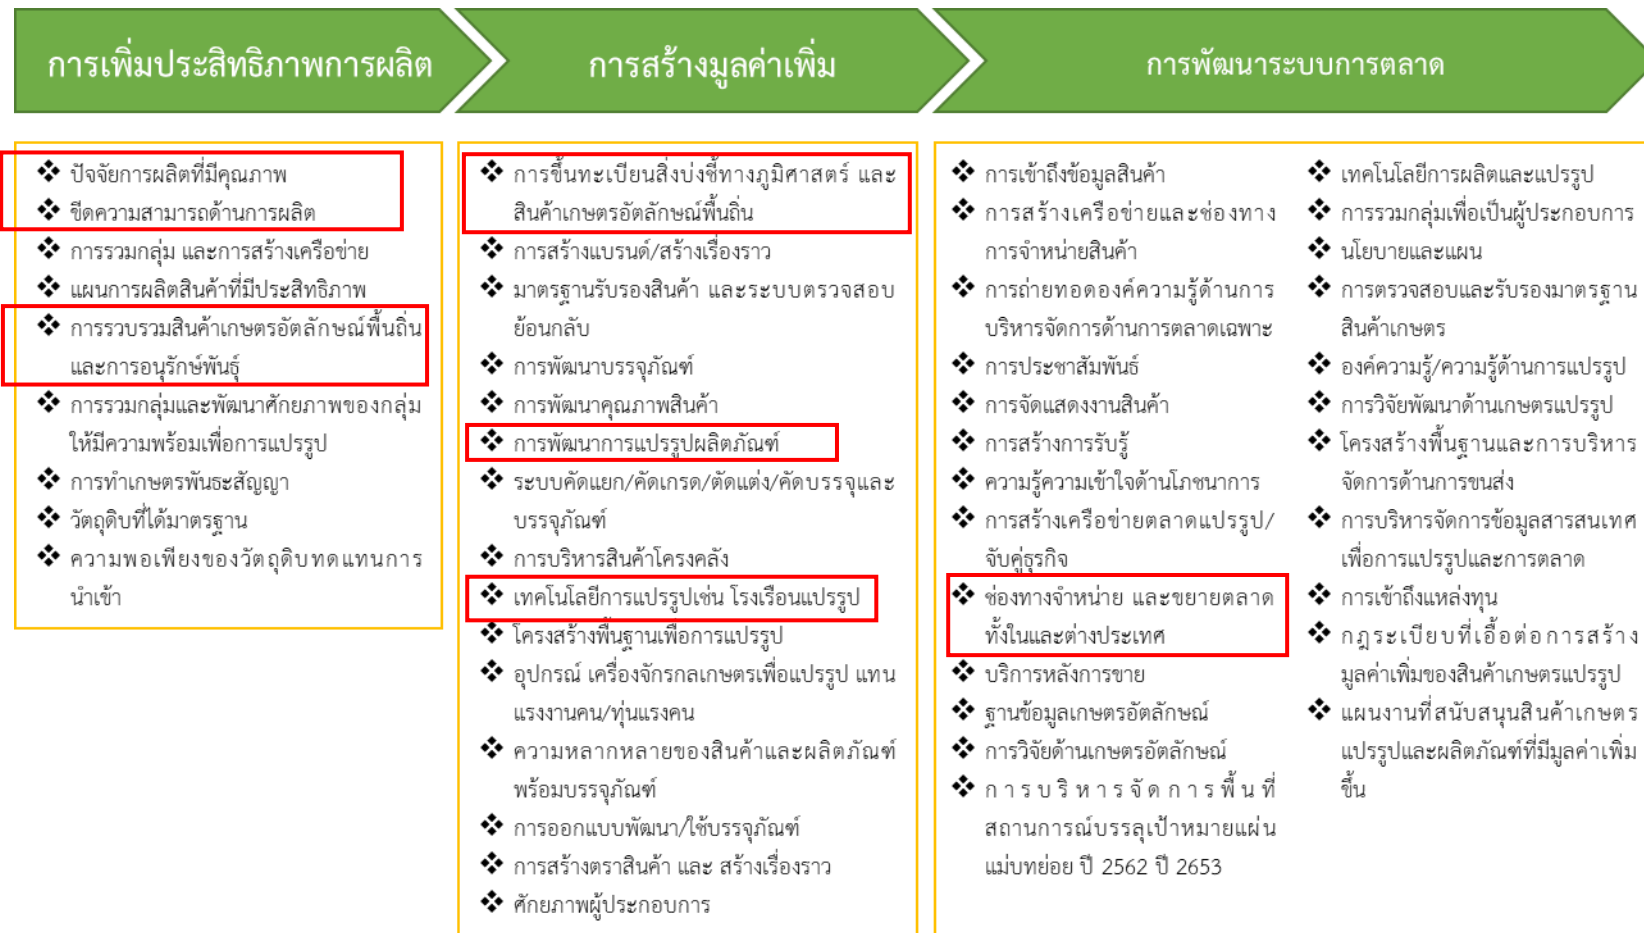 การเพิ่มประสิทธิภาพการผลิต
การสร้างมูลค่าเพิ่ม
การพัฒนาระบบการตลาด
❖ ปัจจัยการผลิตที่มีคุณภาพ
❖ ขีดความสามารถด้านการผลิต
❖ การรวมกลุ่ม และการสร้างเครือข่าย
❖ แผนการผลิตสินค้าที่มีประสิทธิภาพ
❖ การรวบรวมสินค้าเกษตรอัตลักษณ์พื้นถิ่น
และการอนุรักษ์พันธุ์
❖ การรวมกลุ่มและพัฒนาศักยภาพของกลุ่ม
ให้มีความพร้อมเพื่อการแปรรูป
❖ การทำเกษตรพันธะสัญญา
❖ วัตถุดิบที่ได้มาตรฐาน
❖ ความพอเพียงของวัตถุดิบทดแทนการ
นำเข้า
❖ การขึ้นทะเบียนสิ่งบ่งชี้ทางภูมิศาสตร์ และ
สินค้าเกษตรอัตลักษณ์พื้นถิ่น
❖ การสร้างแบรนด์/สร้างเรื่องราว
❖ มาตรฐานรับรองสินค้า และระบบตรวจสอบ
ย้อนกลับ
❖ การพัฒนาบรรจุภัณฑ์
❖ การพัฒนาคุณภาพสินค้า
❖ การพัฒนาการแปรรูปผลิตภัณฑ์
❖ ระบบคัดแยก/คัดเกรด/ตัดแต่ง/คัดบรรจุและ
บรรจุภัณฑ์
❖ การบริหารสินค้าโครงคลัง
❖ เทคโนโลยีการแปรรูปเช่น โรงเรือนแปรรูป
❖ โครงสร้างพื้นฐานเพื่อการแปรรูป
❖ อุปกรณ์ เครื่องจักรกลเกษตรเพื่อแปรรูป แทน
แรงงานคน/ทุ่นแรงคน
❖ ความหลากหลายของสินค้าและผลิตภัณฑ์
พร้อมบรรจุภัณฑ์
❖ การออกแบบพัฒนา/ใช้บรรจุภัณฑ์
❖ การสร้างตราสินค้า และ สร้างเรื่องราว
❖ ศักยภาพผู้ประกอบการ
❖ การเข้าถึงข้อมูลสินค้า
❖ การสร้างเครือข่ายและช่องทาง
การจำหน่ายสินค้า
❖ การถ่ายทอดองค์ความรู้ด้านการ
บริหารจัดการด้านการตลาดเฉพาะ
❖ การประชาสัมพันธ์
❖ การจัดแสดงงานสินค้า
❖ การสร้างการรับรู้
❖ ความรู้ความเข้าใจด้านโภชนาการ
❖ การสร้างเครือข่ายตลาดแปรรูป/
จับคู่ธุรกิจ
❖ ช่องทางจำหน่าย และขยายตลาด
ทั้งในและต่างประเทศ
❖ บริการหลังการขาย
❖ ฐานข้อมูลเกษตรอัตลักษณ์
❖ การวิจัยด้านเกษตรอัตลักษณ์
❖ การบริหารจัดการพื้นที่
สถานการณ์บรรลุเป้าหมายแผ่น
แม่บทย่อย ปี 2562 ปี 2653
❖ เทคโนโลยีการผลิตและแปรรูป
❖ การรวมกลุ่มเพื่อเป็นผู้ประกอบการ
❖ นโยบายและแผน
❖ การตรวจสอบและรับรองมาตรฐาน
สินค้าเกษตร
❖ องค์ความรู้/ความรู้ด้านการแปรรูป
❖ การวิจัยพัฒนาด้านเกษตรแปรรูป
❖ โครงสร้างพื้นฐานและการบริหาร
จัดการด้านการขนส่ง
❖ การบริหารจัดการข้อมูลสารสนเทศ
เพื่อการแปรรูปและการตลาด
❖ การเข้าถึงแหล่งทุน
❖ กฎระเบียบที่เอื้อต่อการสร้าง
มูลค่าเพิ่มของสินค้าเกษตรแปรรูป
❖ แผนงานที่สนับสนุนสินค้าเกษตร
แปรรูปและผลิตภัณฑ์ที่มีมูลค่าเพิ่ม
ขึ้น